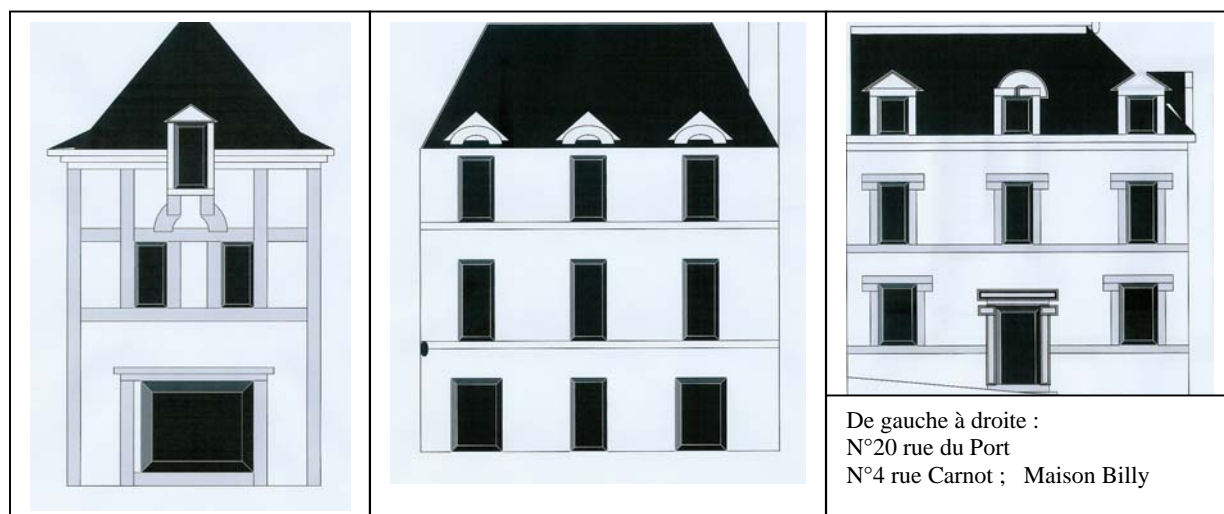 De gauche à droite :
N°20 rue du Port
N°4 rue Carnot ; Maison Billy